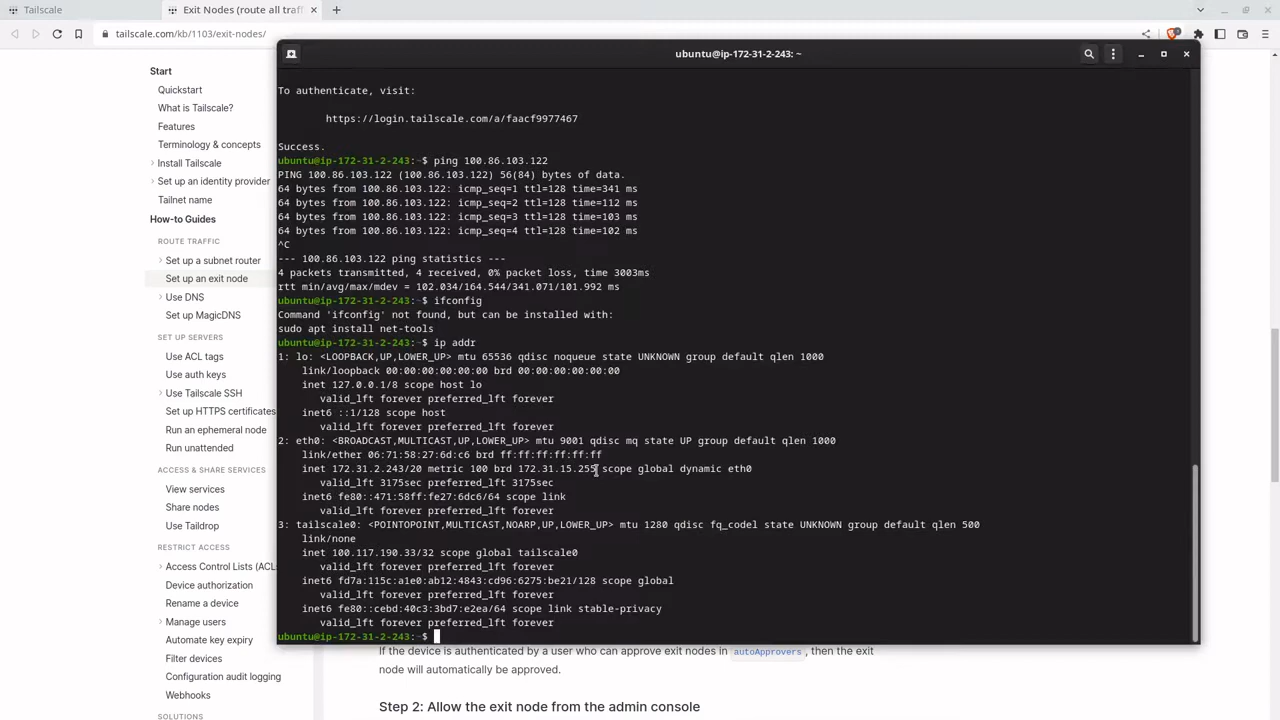 Tailscale
Exit Nodes (route all traf
tailscale.com/kb/1103/exit-nodes/
Start
Quickstart
What is Tailscale?
Features
Terminology & concepts
Install Tailscale
Set up an identity provider
Tailnet name
How-to Guides
ROUTE TRAFFIC
Set up a subnet router
Set up an exit node
Use DNS
Set up MagicDNS
SET UP SERVERS
Use ACL tags
Use auth keys
Use Tailscale SSH
Set up HTTPS certificates
Run an ephemeral node
Run unattended
ACCESS & SHARE SERVICES
View services
Share nodes
Use Taildrop
RESTRICT ACCESS
Access Control Lists (ACL
Device authorization
Rename a device
Manage users
Automate key expiry
Filter devices
Configuration audit logging
Webhooks
SOLUTIONS
ubuntu@ip-172-31-2-243: ~
To authenticate, visit:
https://login.tailscale.com/a/faacf9977467
Success.
ubuntu@ip-172-31-2-243:~$ ping 100.86.103.122
PING 100.86.103.122 (100.86.103.122) 56(84) bytes of data.
64 bytes from 100.86.103.122: icmp_seq=1 ttl=128 time=341 ms
64 bytes from 100.86.103.122: icmp_seq=2 ttl=128 time=112 ms
64 bytes from 100.86.103.122: icmp_seq=3 ttl=128 time=103 ms
64 bytes from 100.86.103.122: icmp_seq=4 ttl=128 time=102 ms
^C
--- 100.86.103.122 ping statistics ---
4 packets transmitted, 4 received, 0% packet loss, time 3003ms
rtt min/avg/max/mdev = 102.034/164.544/341.071/101.992 ms
ubuntu@ip-172-31-2-243:~$ ifconfig
Command 'ifconfig' not found, but can be installed with:
sudo apt install net-tools
ubuntu@ip-172-31-2-243:~$ ip addr
1: lo: <LOOPBACK,UP,LOWER_UP> mtu 65536 qdisc noqueue state UNKNOWN group default qlen 1000
link/loopback 00:00:00:00:00:00 brd 00:00:00:00:00:00
inet 127.0.0.1/8 scope host lo
valid_lft forever preferred_lft forever
inet6 ::1/128 scope host
valid_lft forever preferred_lft forever
2: eth0: <BROADCAST,MULTICAST,UP,LOWER_UP> mtu 9001 qdisc mq state UP group default qlen 1000
link/ether 06:71:58:27:6d:c6 brd ff:ff:ff:ff:ff:ff
inet 172.31.2.243/20 metric 100 brd 172.31.15.255 scope global dynamic eth0
valid_lft 3175sec preferred_lft 3175sec
inet6 fe80::471:58ff:fe27:6dc6/64 scope link
valid_lft forever preferred_lft forever
3: tailscale0: <POINTOPOINT,MULTICAST,NOARP,UP,LOWER_UP> mtu 1280 qdisc fq_codel state UNKNOWN group default qlen 500
link/none
inet 100.117.190.33/32 scope global tailscale0
valid_lft forever preferred_lft forever
inet6 fd7a:115c:a1e0:ab12:4843:cd96:6275:be21/128 scope global
valid_lft forever preferred_lft forever
inet6 fe80::cebd:40c3:3bd7:e2ea/64 scope link stable-privacy
valid_lft forever preferred_lft forever
ubuntu@ip-172-31-2-243:~$
If the device is authenticated by a user who can approve exit nodes in autoApprovers, then the exit
node will automatically be approved.
Step 2: Allow the exit node from the admin console